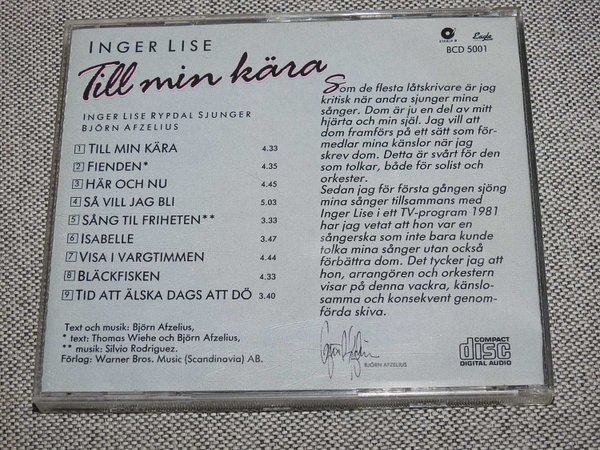 INGER LISE
BCD 5001
Till min kära
INGER LISE RYPDAL SJUNGER
BJÖRN AFZELIUS
1 TILL MIN KÄRA 4.33
2 FIENDEN* 4.35
3 HÄR OCH NU 4.45
4 SÅ VILL JAG BLI 5.03
5 SÅNG TIL FRIHETEN** 3.33
6 ISABELLE 3.47
7 VISA I VARGTIMMEN 4.44
8 BLÄCKFISKEN 4.33
9 TID ATT ÄLSKA DAGS ATT DÖ 3.40
Text och musik: Björn Afzelius,
* text: Thomas Wiehe och Björn Afzelius,
** musik: Silvio Rodriguez.
Förlag: Warner Bros. Music (Scandinavia) AB.
Som de flesta låtskrivare är jag
kritisk när andra sjunger mina
sånger. Dom är ju en del av mitt
hjärta och min själ. Jag vill att
dom framförs på ett sätt som för-
medlar mina känslor när jag
skrev dom. Detta är svårt för den
som tolkar, både för solist och
orkester.
Sedan jag för första gången sjöng
mina sånger tillsammans med
Inger Lise i ett TV-program 1981
har jag vetat att hon var en
sångerska som inte bara kunde
tolka mina sånger utan också
förbättra dom. Det tycker jag att
hon, arrangören och orkestern
visar på denna vackra, känslo-
samma och konsekvent genom-
förda skiva.
BJÖRN AFZELIUS
COMPACT
disc
DIGITAL AUDIO